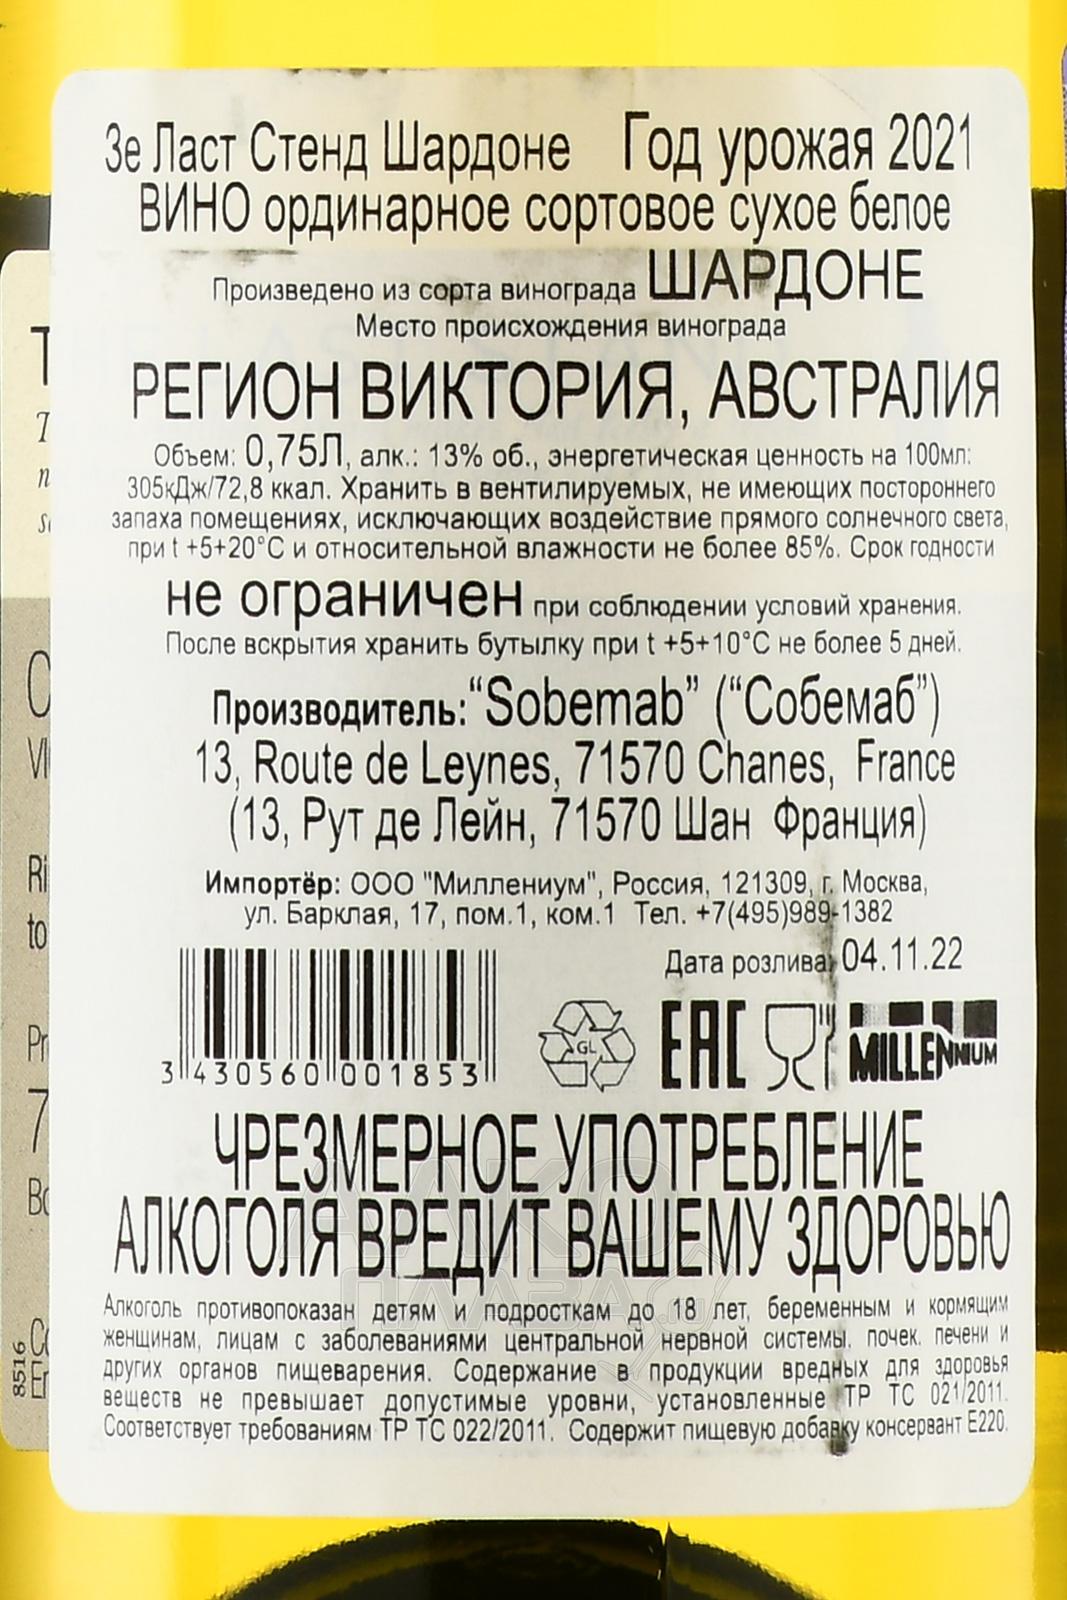 Зе Ласт Стенд Шардоне Год урожая 2021
ВИНО ординарное сортовое сухое белое
Произведено из сорта винограда ШАРДОНЕ
Место происхождения винограда
РЕГИОН ВИКТОРИЯ, АВСТРАЛИЯ
Объем: 0,75Л, алк.: 13% об., энергетическая ценность на 100мл:
305кДж/72,8 ккал. Хранить в вентилируемых, не имеющих постороннего
запаха помещениях, исключающих воздействие прямого солнечного света,
при t +5+20°C и относительной влажности не более 85%. Срок годности
не ограничен при соблюдении условий хранения.
После вскрытия хранить бутылку при t +5+10°C не более 5 дней.
Производитель: “Sobemab” (“Собемаб”)
13, Route de Leynes, 71570 Chanes, France
(13, Рут де Лейн, 71570 Шан Франция)
Импортёр: ООО "Миллениум", Россия, 121309, г. Москва,
ул. Барклая, 17, пом.1, ком.1 Тел. +7(495)989-1382
Дата розлива: 04.11.22
3 430560 001853
GL
EAC
MILLENNIUM
ЧРЕЗМЕРНОЕ УПОТРЕБЛЕНИЕ
АЛКОГОЛЯ ВРЕДИТ ВАШЕМУ ЗДОРОВЬЮ
Алкоголь противопоказан детям и подросткам до 18 лет, беременным и кормящим
женщинам, лицам с заболеваниями центральной нервной системы, почек, печени и
других органов пищеварения. Содержание в продукции вредных для здоровья
веществ не превышает допустимые уровни, установленные ТР ТС 021/2011.
Соответствует требованиям ТР ТС 022/2011. Содержит пищевую добавку консервант Е220.
8516